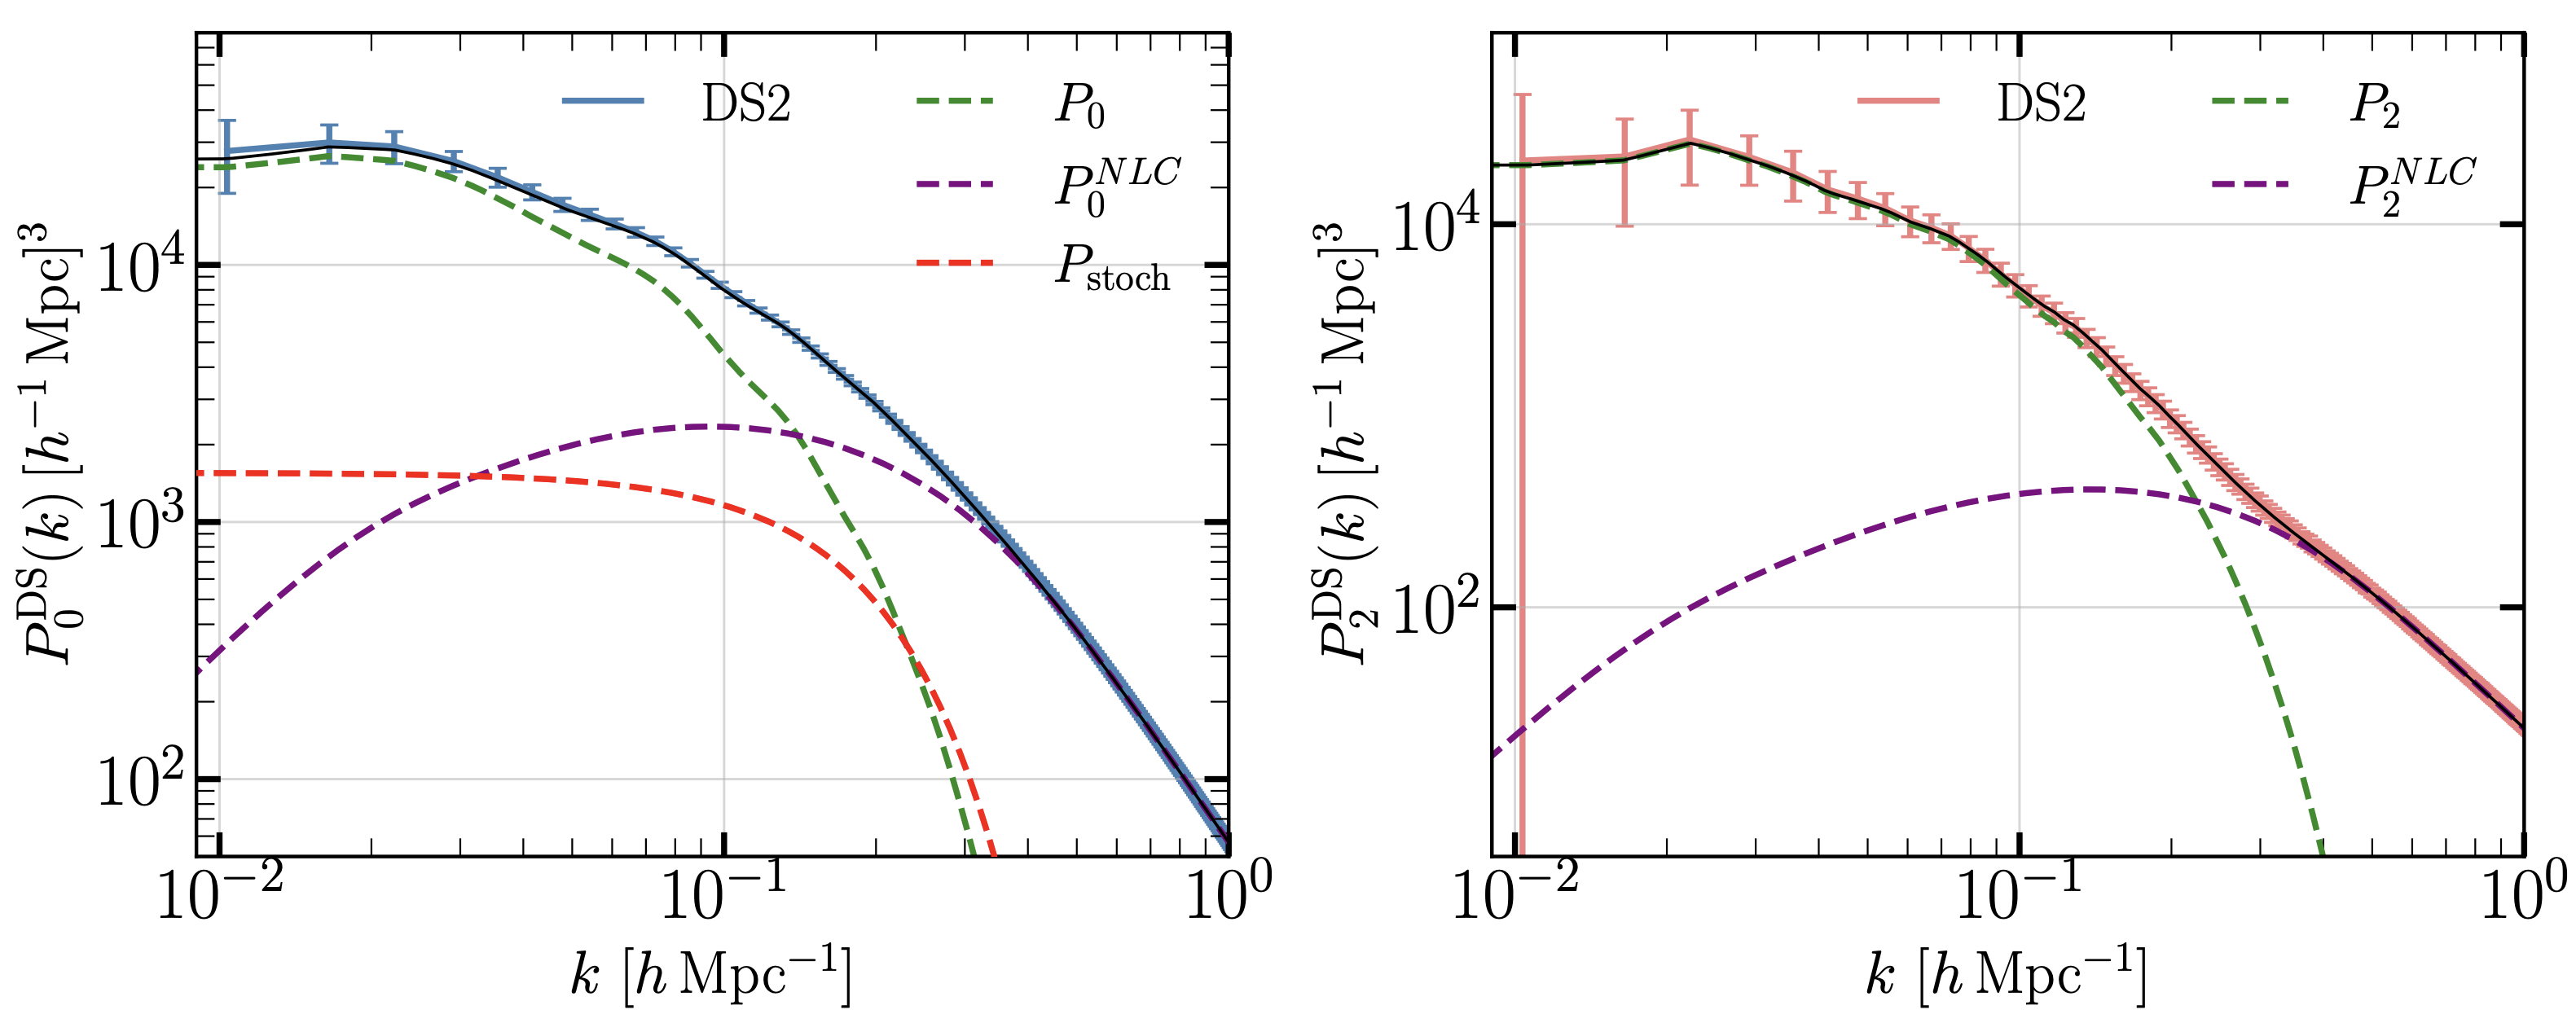 DS2
P_0
P_0^{NLC}
P_{stoch}
P_0^{DS}(k) [h^{-1} Mpc]^3
10^4
10^3
10^2
10^{-2} 10^{-1} 10^0
k [h Mpc^{-1}]
DS2
P_2
P_2^{NLC}
P_2^{DS}(k) [h^{-1} Mpc]^3
10^4
10^2
10^{-2} 10^{-1} 10^0
k [h Mpc^{-1}]